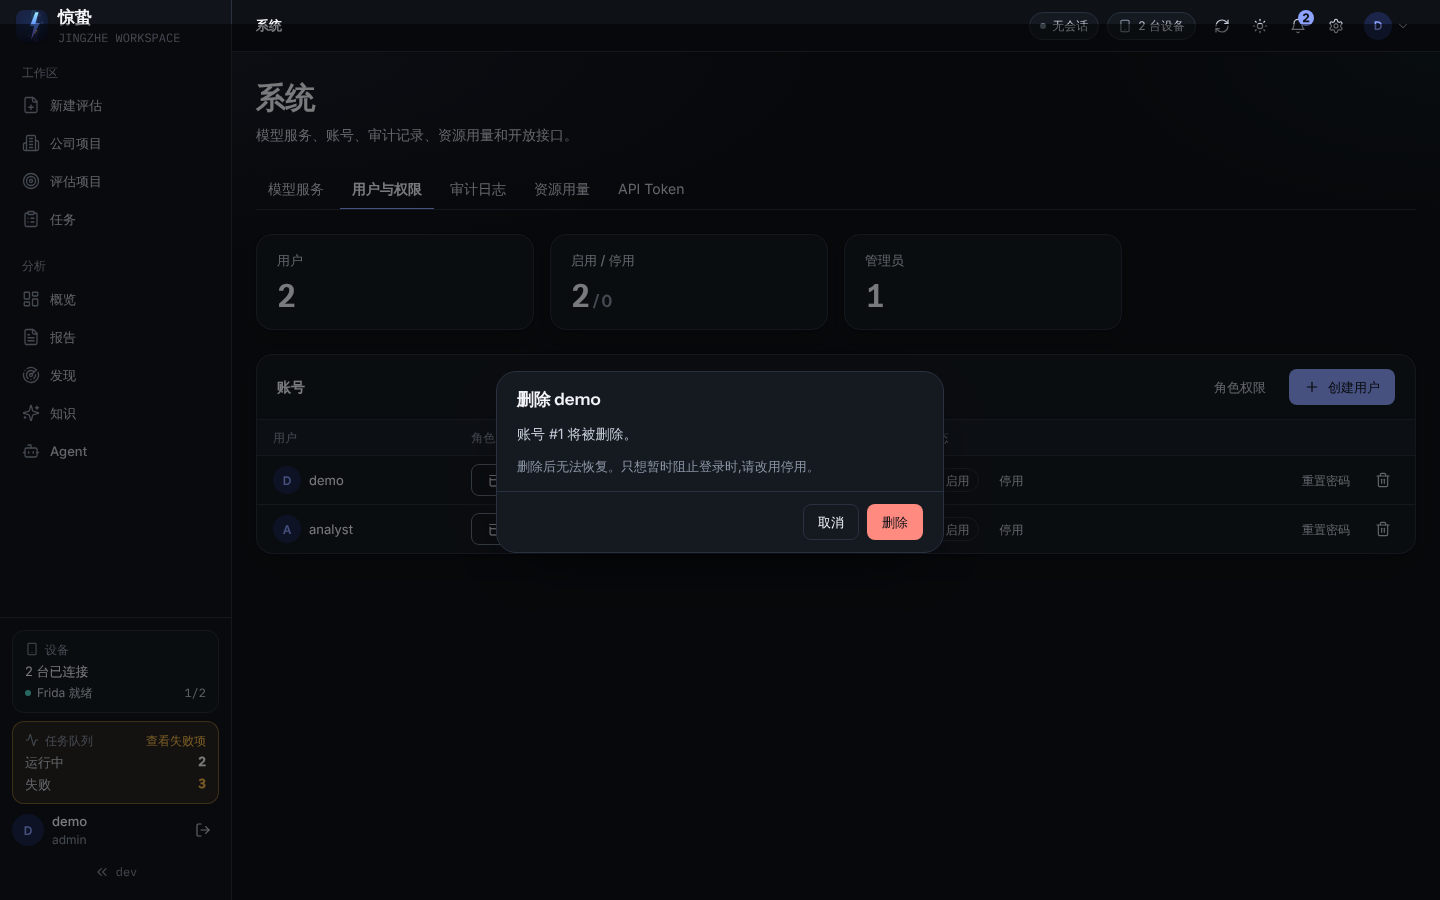 惊蛰
JINGZHE WORKSPACE
工作区
新建评估
公司项目
评估项目
任务
分析
概览
报告
发现
知识
Agent
设备
2 台已连接
Frida 就绪 1/2
任务队列 查看失败项
运行中 2
失败 3
D demo
admin
dev
系统 无会话 2 台设备 2 D
系统
模型服务、账号、审计记录、资源用量和开放接口。
模型服务 用户与权限 审计日志 资源用量 API Token
用户 启用 / 停用 管理员
2 2 / 0 1
账号 角色权限 创建用户
用户 角色
D demo 启用 停用 重置密码
A analyst 启用 停用 重置密码
删除 demo
账号 #1 将被删除。
删除后无法恢复。只想暂时阻止登录时,请改用停用。
取消 删除